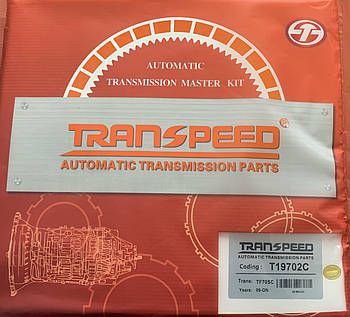 AUTOMATIC
TRANSMISSION MASTER KIT
TRANSPEED®
AUTOMATIC TRANSMISSION PARTS
TRANSPEED
AUTOMATIC TRANSMISSION PARTS
Coding : T19702C
Trans: TF70SC
Years: 09-ON